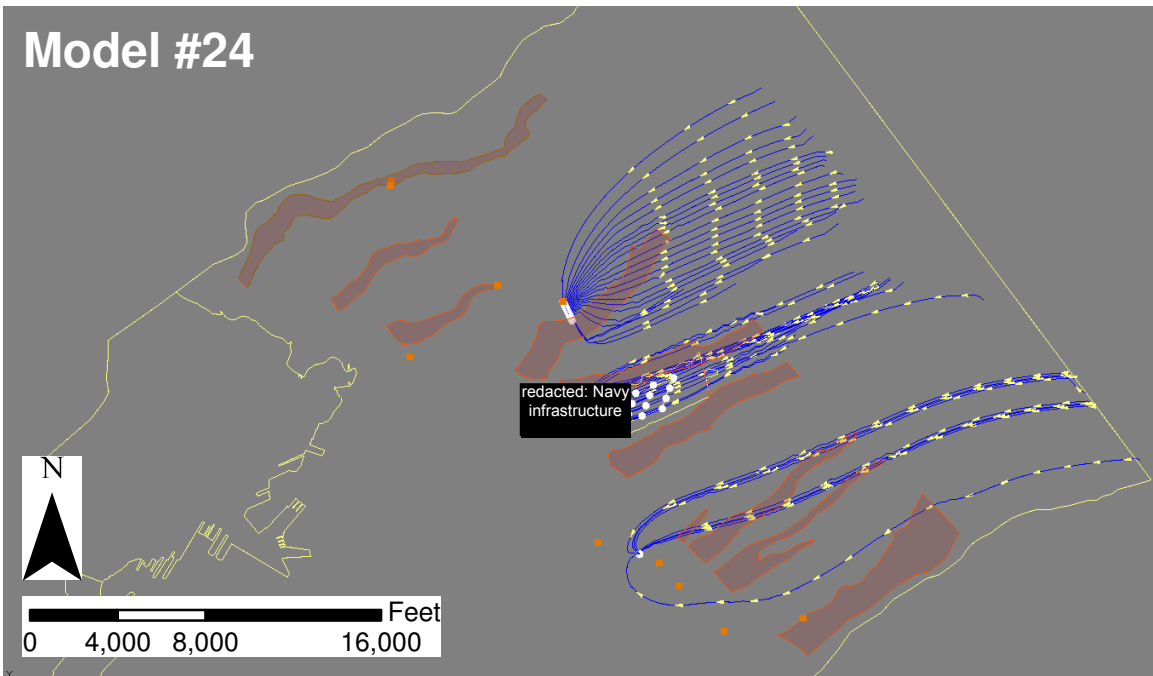 Model #24
redacted: Navy
infrastructure
N
Feet
0 4,000 8,000 16,000